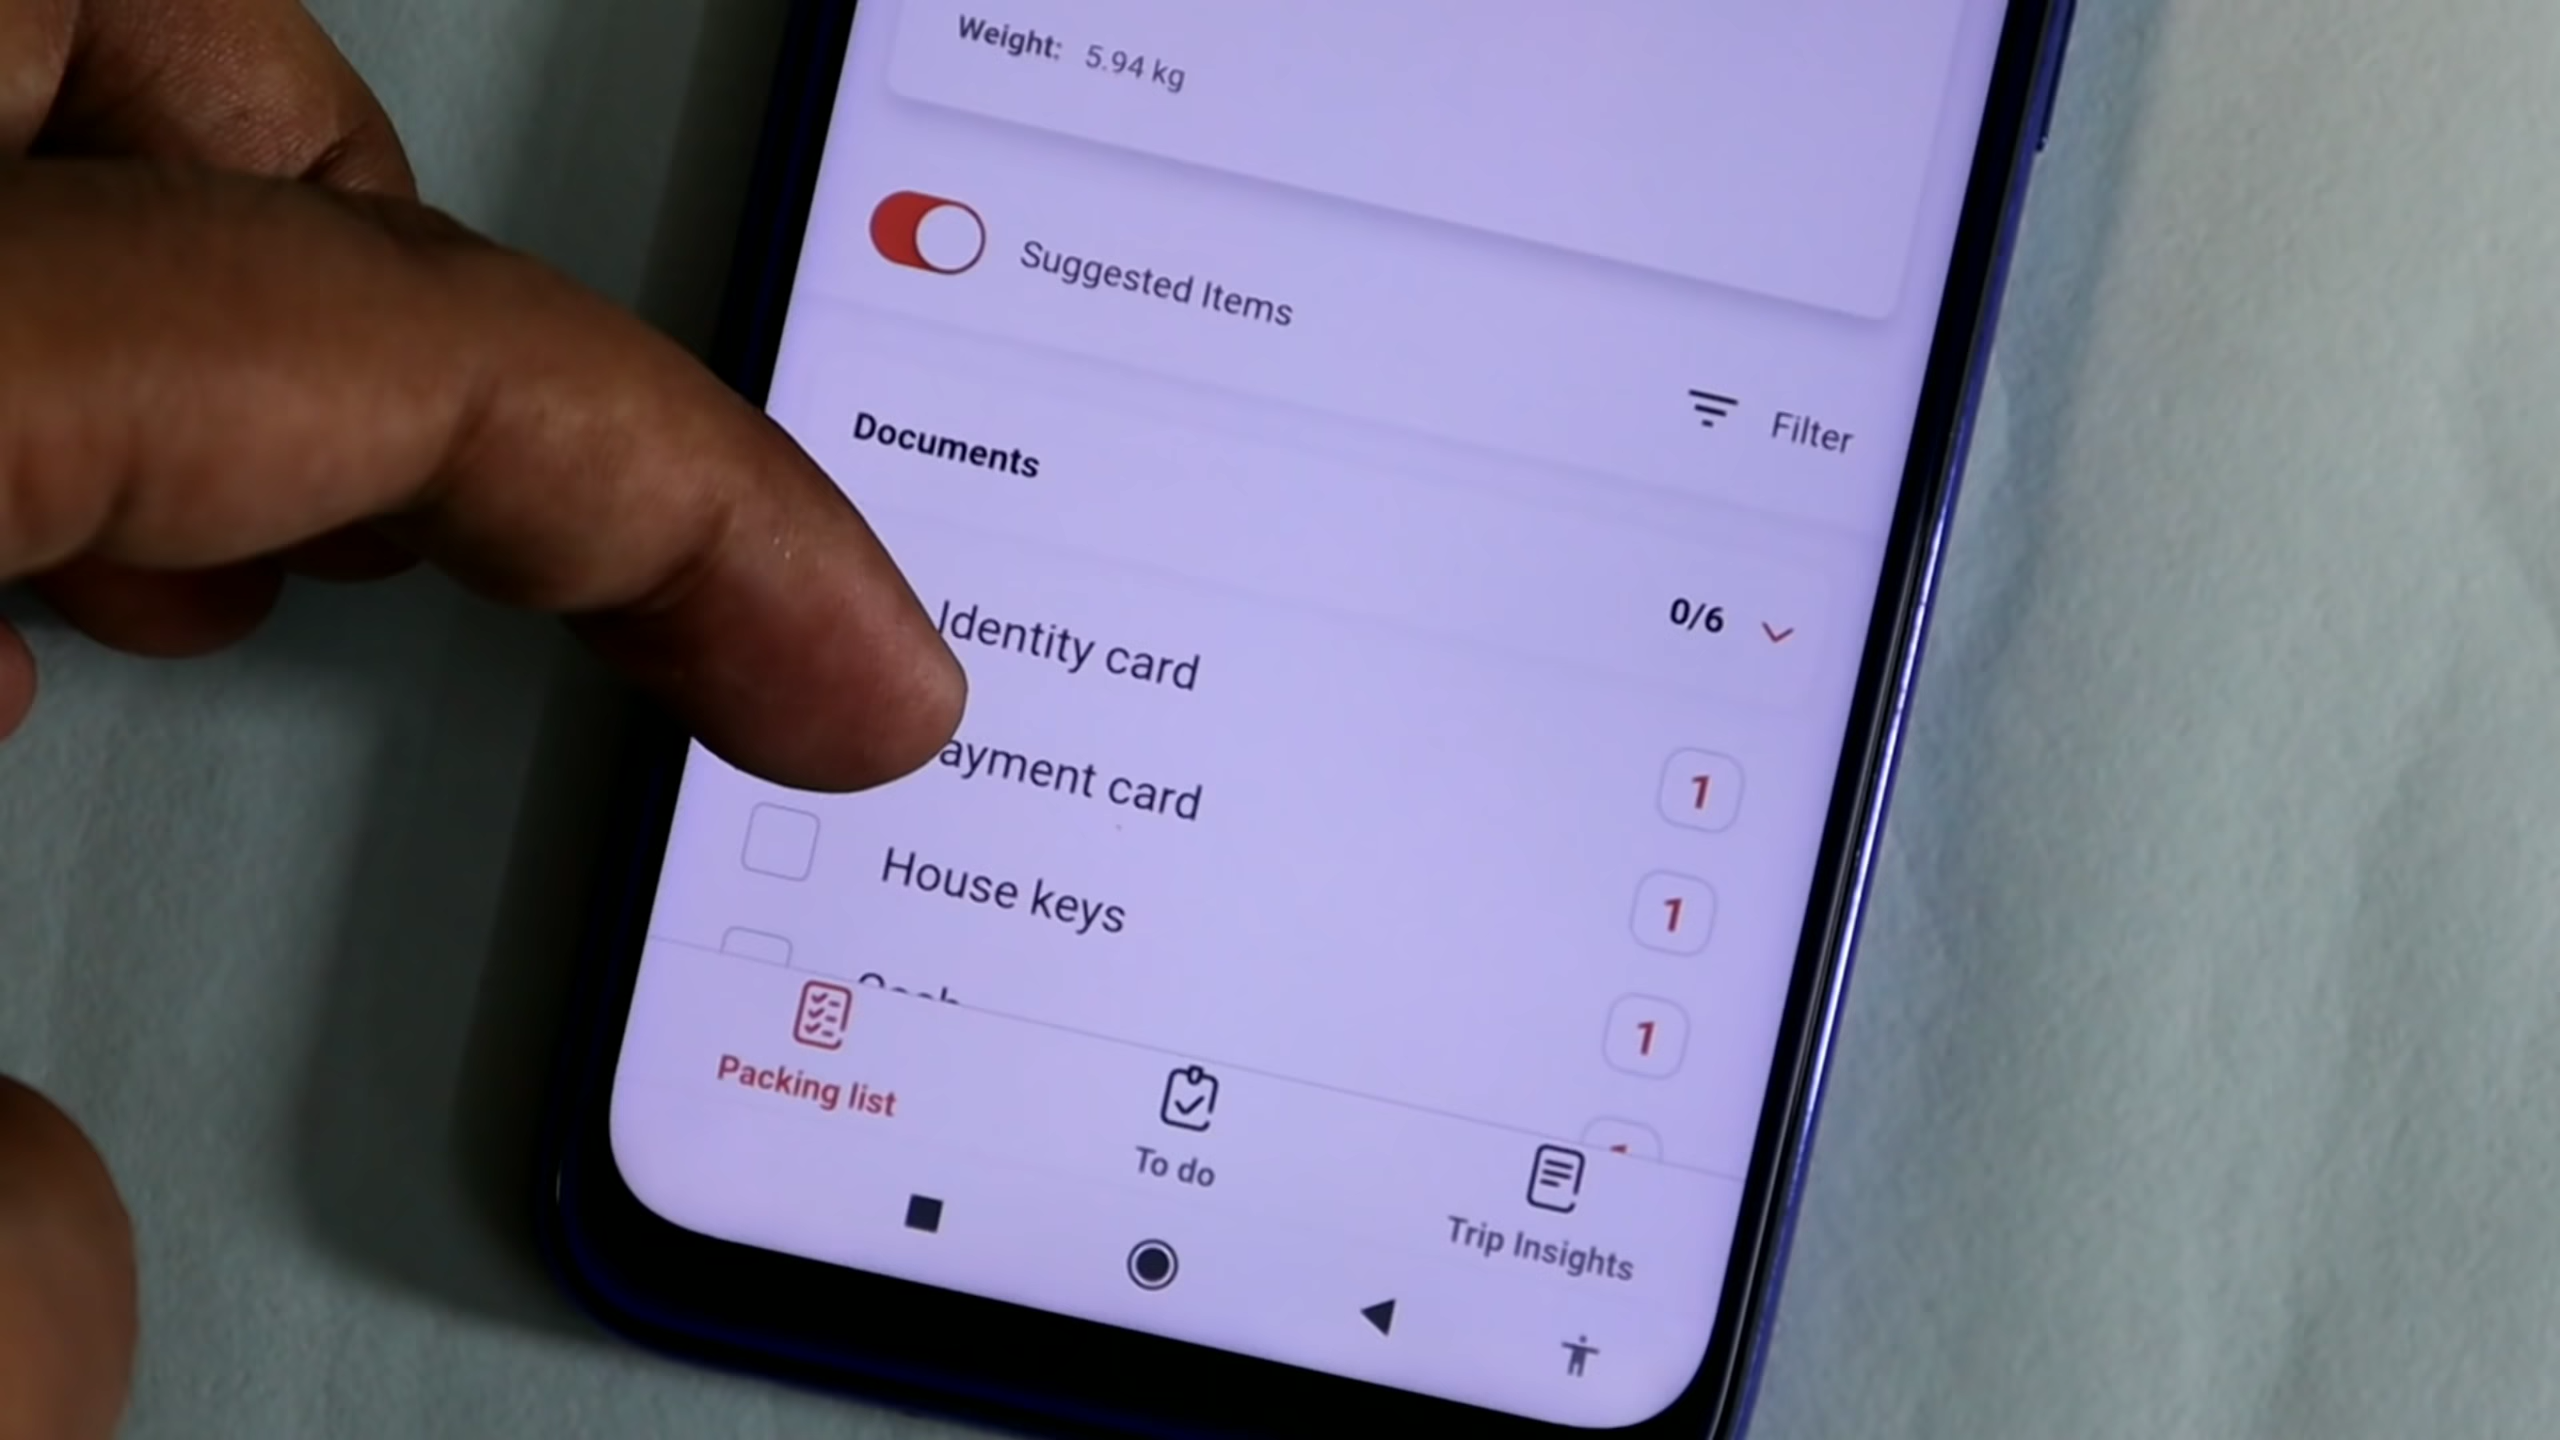 Weight: 5.94 kg
Suggested Items
Filter
Documents
0/6
Identity card
1
ayment card
1
House keys
1
Packing list
To do
Trip Insights